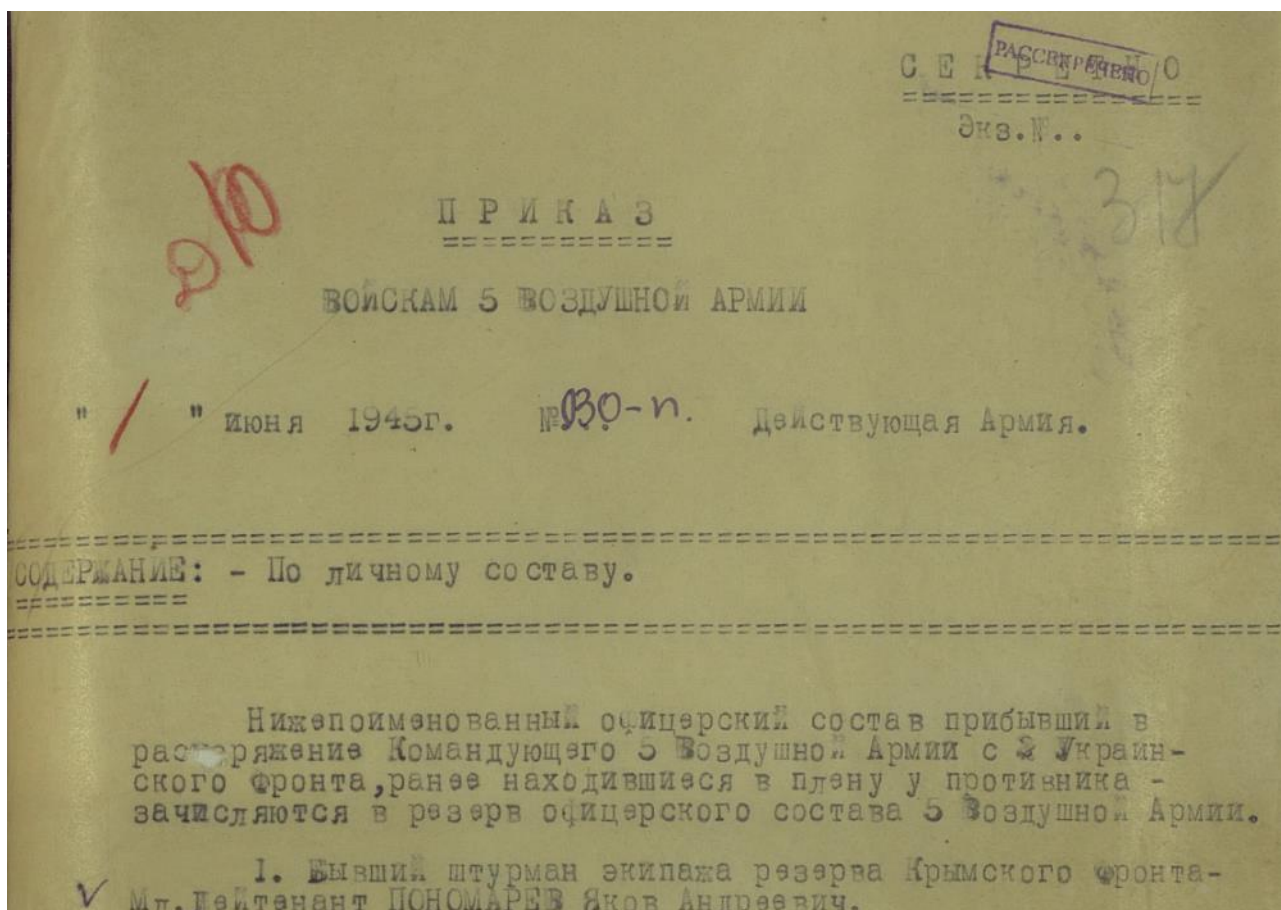 СЕКРЕТНО
РАССЕКРЕЧЕНО
Экз.№..
317
ПРИКАЗ
ВОЙСКАМ 5 ВОЗДУШНОЙ АРМИИ
" / " июня 1945г. №030-п. Действующая Армия.
СОДЕРЖАНИЕ: - По личному составу.
Нижепоименованный офицерский состав прибывший в
распоряжение Командующего 5 Воздушной Армии с 2 Украин-
ского Фронта,ранее находившиеся в плену у противника -
зачисляются в резерв офицерского состава 5 Воздушной Армии.
1. Бывший штурман экипажа резерва Крымского фронта-
Мл.Лейтенант ПОНОМАРЕВ Яков Андреевич.